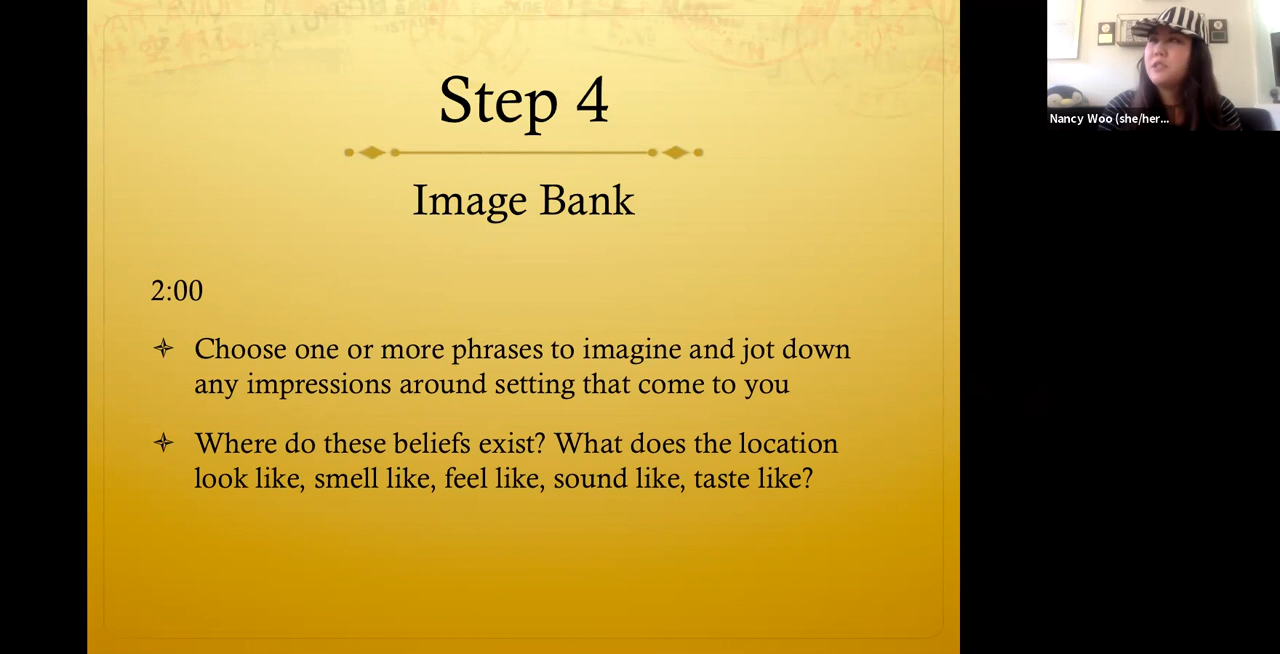 Step 4
Image Bank
2:00
Choose one or more phrases to imagine and jot down
any impressions around setting that come to you
Where do these beliefs exist? What does the location
look like, smell like, feel like, sound like, taste like?
Nancy Woo (she/her...